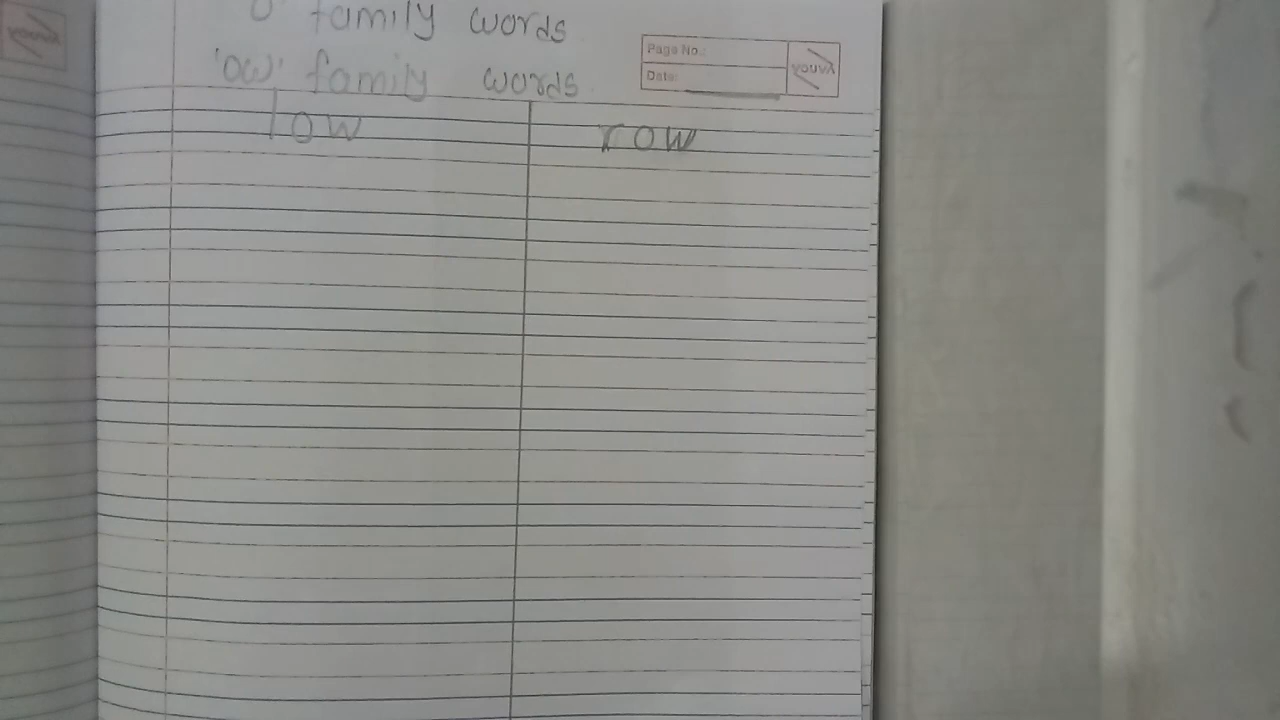 family words
'ow' family words
Page No.:
Date:
youva
low row